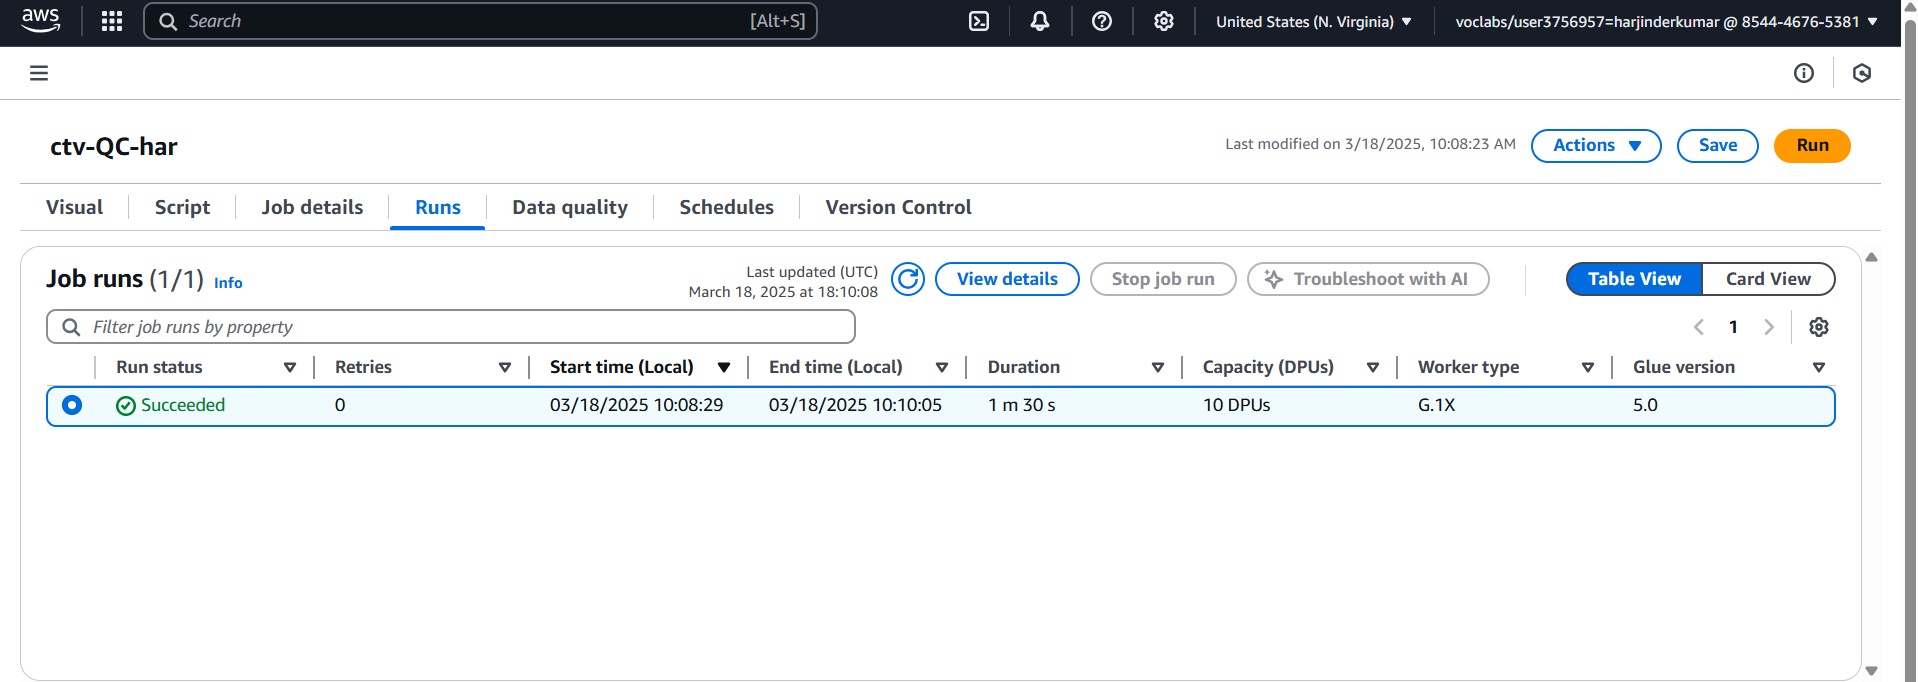 aws
Search [Alt+S]
United States (N. Virginia)
voclabs/user3756957=harjinderkumar @ 8544-4676-5381
ctv-QC-har
Last modified on 3/18/2025, 10:08:23 AM
Actions
Save
Run
Visual
Script
Job details
Runs
Data quality
Schedules
Version Control
Job runs (1/1) Info
Last updated (UTC)
March 18, 2025 at 18:10:08
View details
Stop job run
Troubleshoot with AI
Table View
Card View
Filter job runs by property
1
Run status Retries Start time (Local) End time (Local) Duration Capacity (DPUs) Worker type Glue version
Succeeded 0 03/18/2025 10:08:29 03/18/2025 10:10:05 1 m 30 s 10 DPUs G.1X 5.0